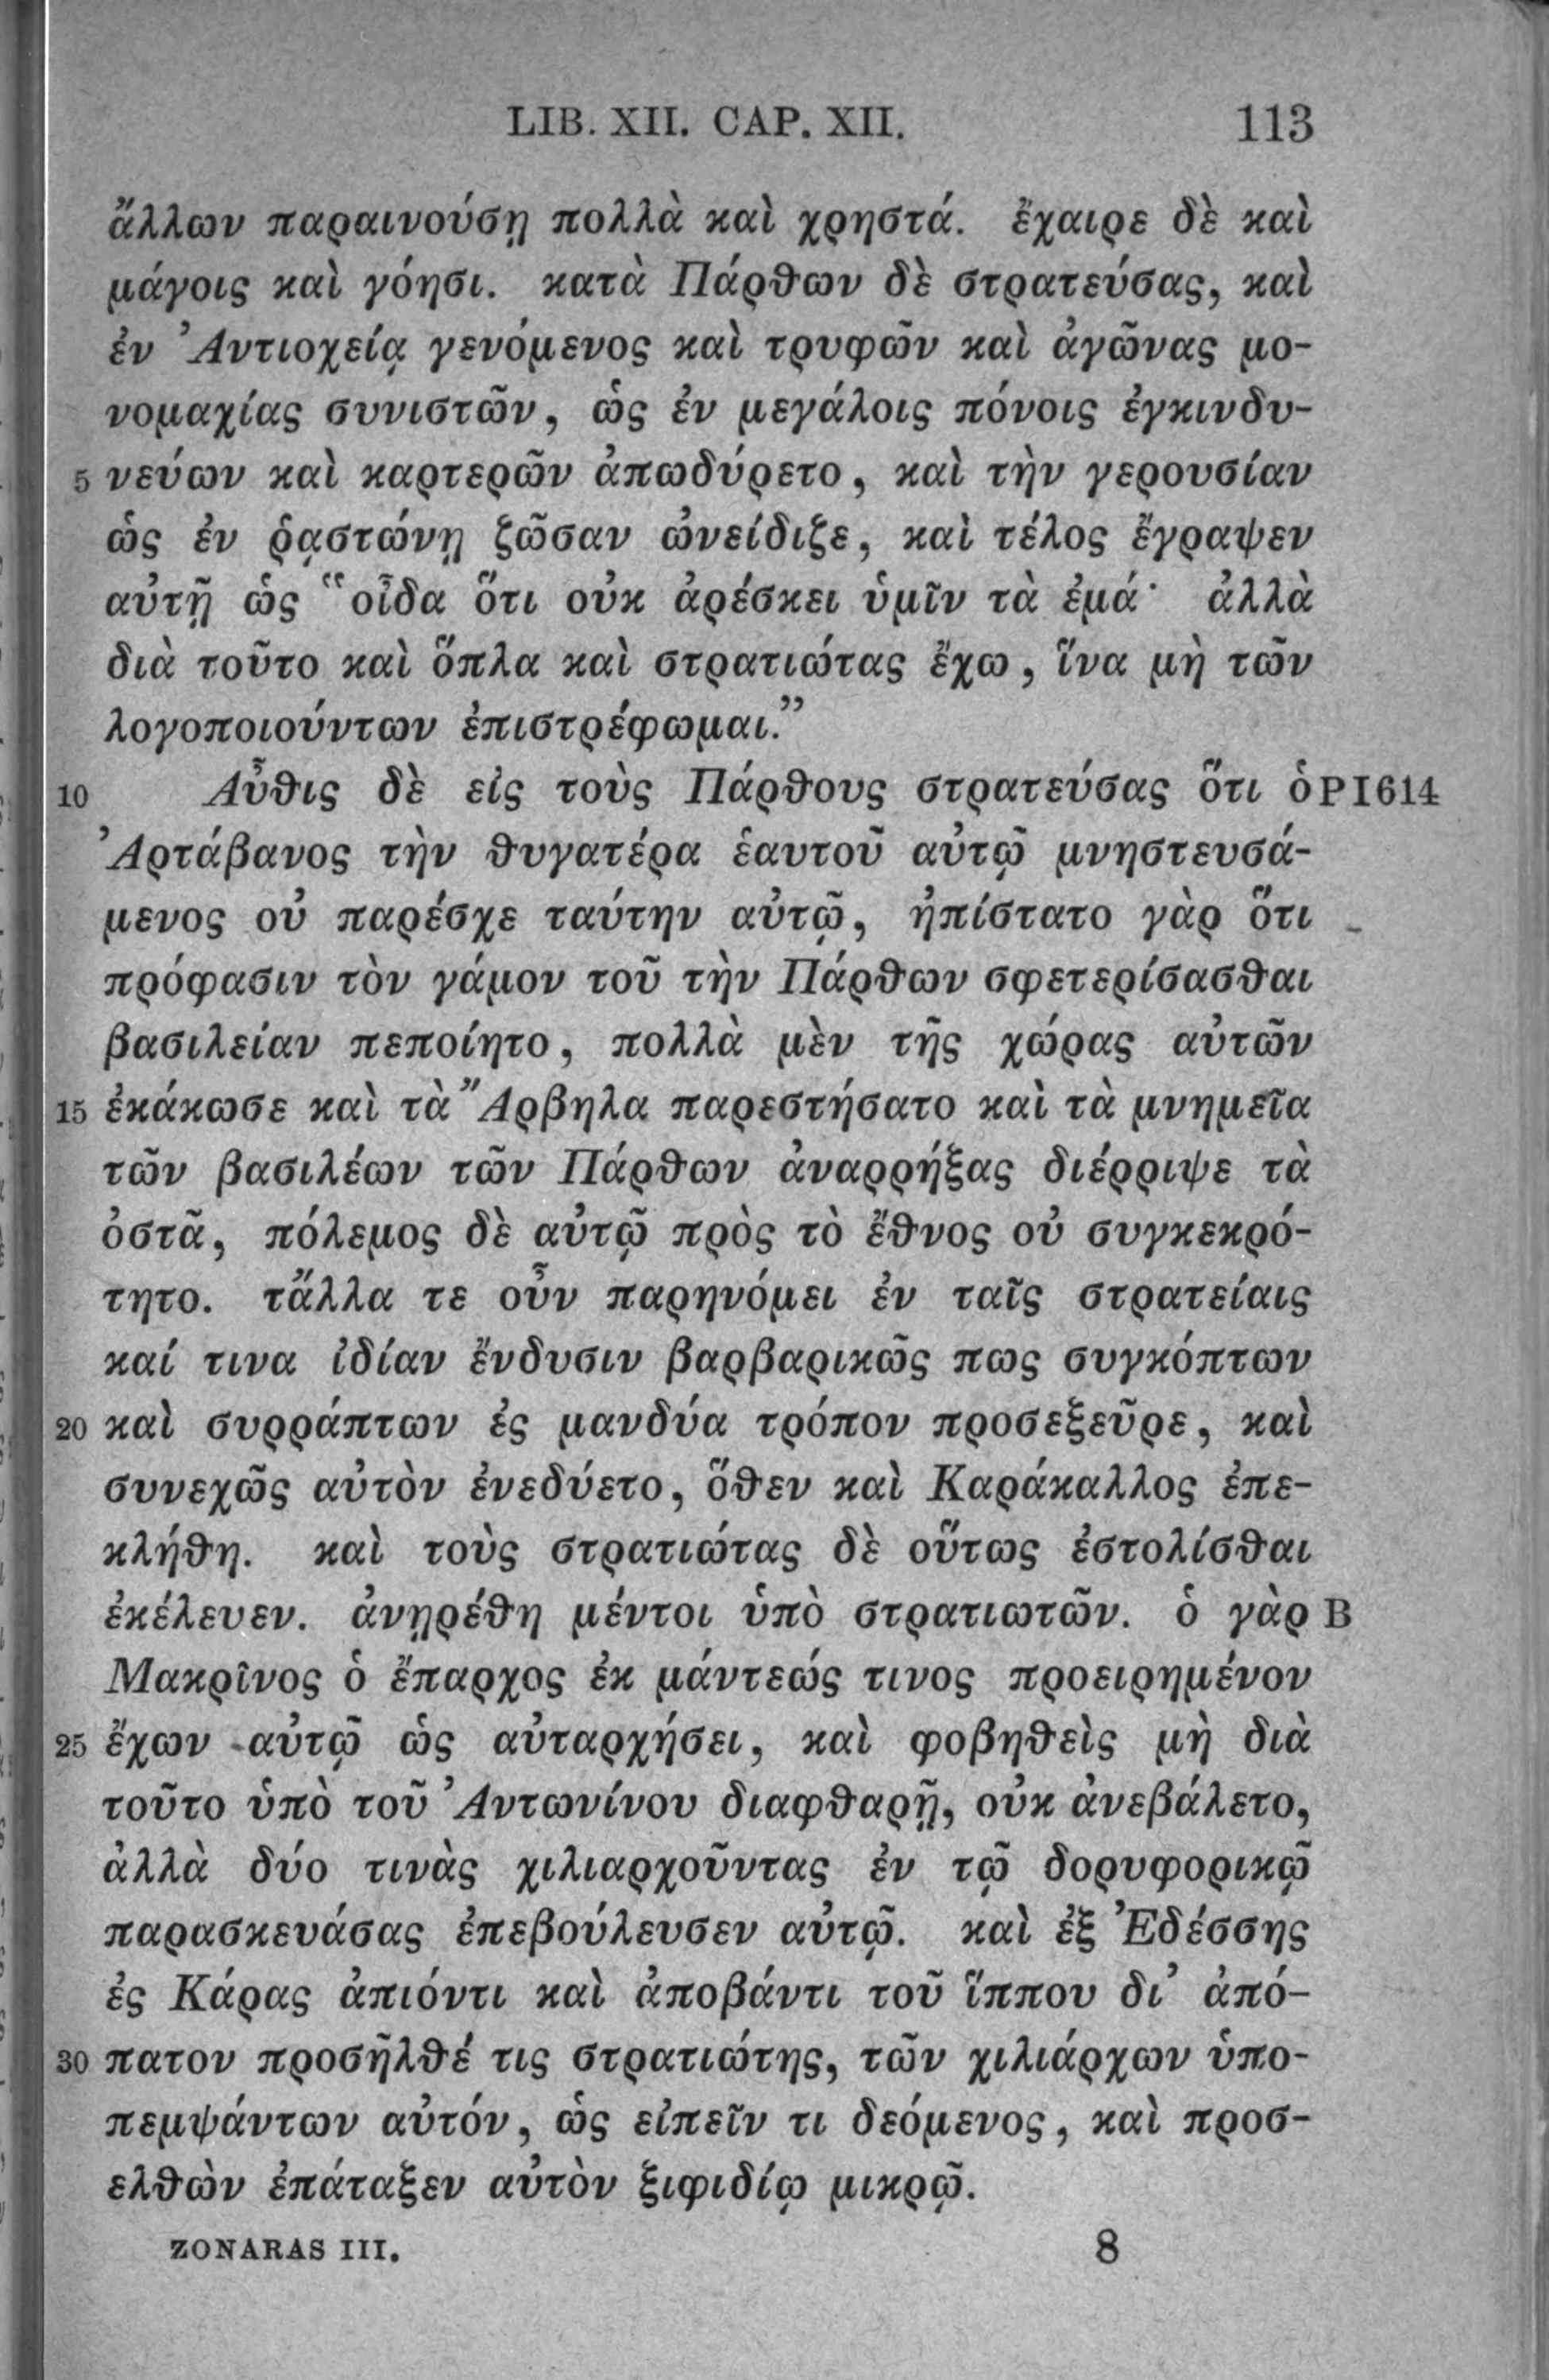 LIB. XII. CAP. XII. 113
ἄλλων παραινούσῃ πολλὰ καὶ χρηστά. ἔχαιρε δὲ καὶ
μάγοις καὶ γόησι. κατὰ Πάρθων δὲ στρατεύσας, καὶ
ἐν Ἀντιοχείᾳ γενόμενος καὶ τρυφῶν καὶ ἀγῶνας μο-
νομαχίας συνιστῶν, ὡς ἐν μεγάλοις πόνοις ἐγκινδυ-
5 νεύων καὶ καρτερῶν ἀπωδύρετο, καὶ τὴν γερουσίαν
ὡς ἐν ῥᾳστώνῃ ζῶσαν ὠνείδιζε, καὶ τέλος ἔγραψεν
αὐτῇ ὡς “οἶδα ὅτι οὐκ ἀρέσκει ὑμῖν τὰ ἐμά· ἀλλὰ
διὰ τοῦτο καὶ ὅπλα καὶ στρατιώτας ἔχω, ἵνα μὴ τῶν
λογοποιούντων ἐπιστρέφωμαι.”
10 Αὖθις δὲ εἰς τοὺς Πάρθους στρατεύσας ὅτι ὁ P I 614
Ἀρτάβανος τὴν θυγατέρα ἑαυτοῦ αὐτῷ μνηστευσά-
μενος οὐ παρέσχε ταύτην αὐτῷ, ἠπίστατο γὰρ ὅτι
πρόφασιν τὸν γάμον τοῦ τὴν Πάρθων σφετερίσασθαι
βασιλείαν πεποίητο, πολλὰ μὲν τῆς χώρας αὐτῶν
15 ἐκάκωσε καὶ τὰ Ἄρβηλα παρεστήσατο καὶ τὰ μνημεῖα
τῶν βασιλέων τῶν Πάρθων ἀναρρήξας διέρριψε τὰ
ὀστᾶ, πόλεμος δὲ αὐτῷ πρὸς τὸ ἔθνος οὐ συγκεκρό-
τητο. τἄλλα τε οὖν παρηνόμει ἐν ταῖς στρατείαις
καί τινα ἰδίαν ἔνδυσιν βαρβαρικῶς πως συγκόπτων
20 καὶ συρράπτων ἐς μανδύα τρόπον προσεξεῦρε, καὶ
συνεχῶς αὐτὸν ἐνεδύετο, ὅθεν καὶ Καράκαλλος ἐπε-
κλήθη. καὶ τοὺς στρατιώτας δὲ οὕτως ἐστολίσθαι
ἐκέλευεν. ἀνῃρέθη μέντοι ὑπὸ στρατιωτῶν. ὁ γὰρ B
Μακρῖνος ὁ ἔπαρχος ἐκ μάντεώς τινος προειρημένον
25 ἔχων αὐτῷ ὡς αὐταρχήσει, καὶ φοβηθεὶς μὴ διὰ
τοῦτο ὑπὸ τοῦ Ἀντωνίνου διαφθαρῇ, οὐκ ἀνεβάλετο,
ἀλλὰ δύο τινὰς χιλιαρχοῦντας ἐν τῷ δορυφορικῷ
παρασκευάσας ἐπεβούλευσεν αὐτῷ. καὶ ἐξ Ἐδέσσης
ἐς Κάρας ἀπιόντι καὶ ἀποβάντι τοῦ ἵππου δι’ ἀπό-
30 πατον προσῆλθέ τις στρατιώτης, τῶν χιλιάρχων ὑπο-
πεμψάντων αὐτόν, ὡς εἰπεῖν τι δεόμενος, καὶ προσ-
ελθὼν ἐπάταξεν αὐτὸν ξιφιδίῳ μικρῷ.
ZONARAS III. 8